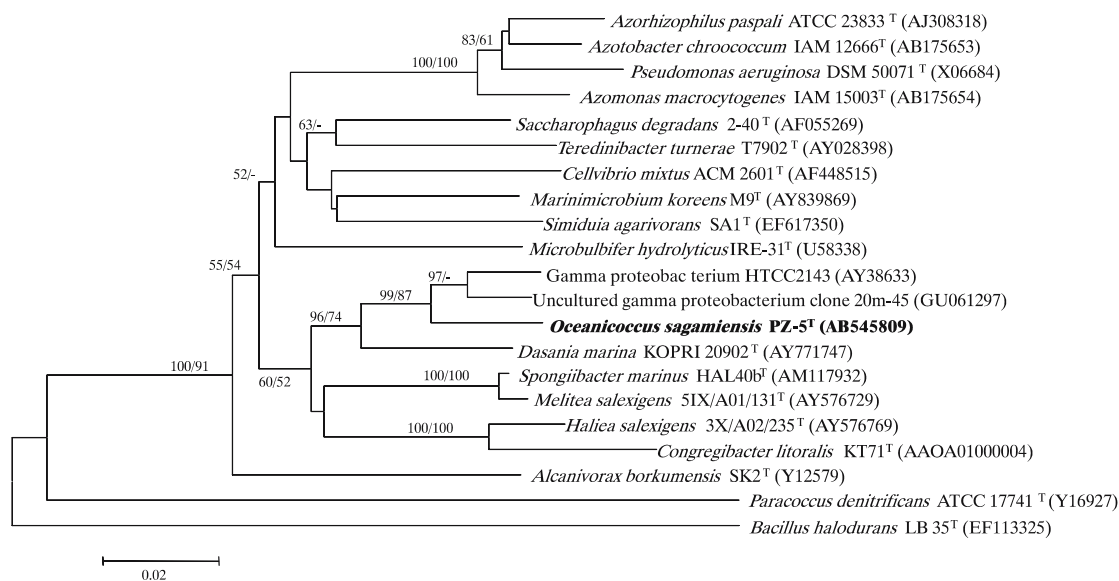 Azorhizophilus paspali ATCC 23833 T (AJ308318)
83/61
Azotobacter chroococcum IAM 12666T (AB175653)
100/100
Pseudomonas aeruginosa DSM 50071 T (X06684)
Azomonas macrocytogenes IAM 15003T (AB175654)
63/-
Saccharophagus degradans 2-40 T (AF055269)
Teredinibacter turnerae T7902 T (AY028398)
52/-
Cellvibrio mixtus ACM 2601T (AF448515)
Marinimicrobium koreens M9T (AY839869)
Simiduia agarivorans SA1T (EF617350)
Microbulbifer hydrolyticus IRE-31T (U58338)
55/54
97/-
Gamma proteobac terium HTCC2143 (AY38633)
99/87
Uncultured gamma proteobacterium clone 20m-45 (GU061297)
96/74
Oceanicoccus sagamiensis PZ-5T (AB545809)
Dasania marina KOPRI 20902 T (AY771747)
100/91
60/52
100/100
Spongiibacter marinus HAL40bT (AM117932)
Melitea salexigens 5IX/A01/131T (AY576729)
100/100
Haliea salexigens 3X/A02/235 T (AY576769)
Congregibacter litoralis KT71T (AAOA01000004)
Alcanivorax borkumensis SK2T (Y12579)
Paracoccus denitrificans ATCC 17741 T (Y16927)
Bacillus halodurans LB 35T (EF113325)
0.02